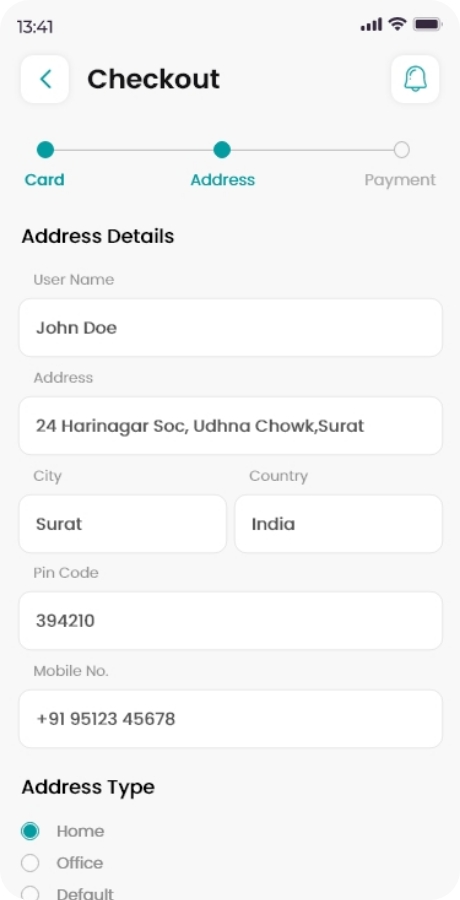 13:41
Checkout
Card Address Payment
Address Details
User Name
John Doe
Address
24 Harinagar Soc, Udhna Chowk,Surat
City Country
Surat India
Pin Code
394210
Mobile No.
+91 95123 45678
Address Type
Home
Office
Default